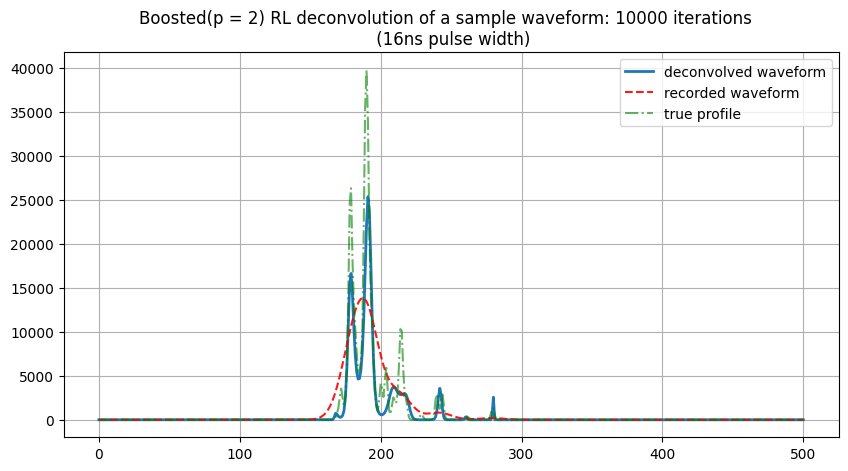 Boosted(p = 2) RL deconvolution of a sample waveform: 10000 iterations
(16ns pulse width)
deconvolved waveform
recorded waveform
true profile
40000
35000
30000
25000
20000
15000
10000
5000
0
0 100 200 300 400 500